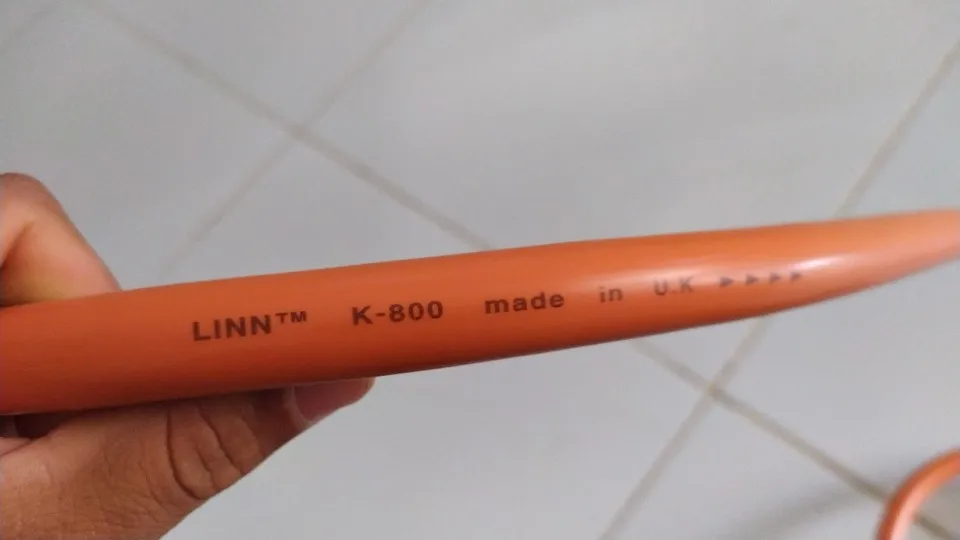 LINN™ K-800 made in U.K ►►►►